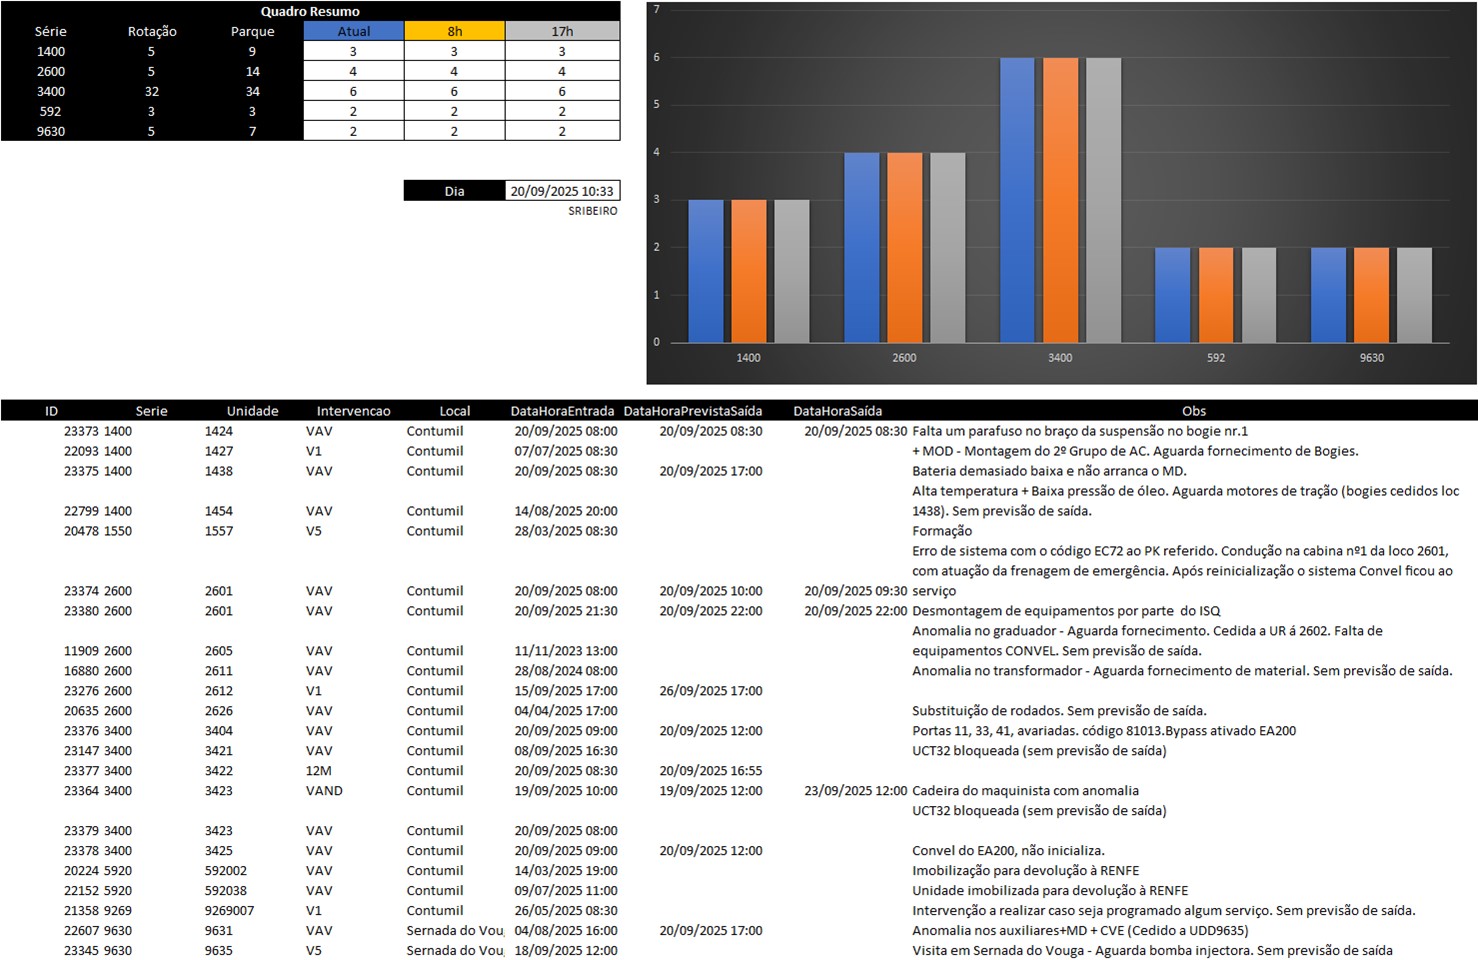 Quadro Resumo
Série Rotação Parque Atual 8h 17h
1400 5 9 3 3 3
2600 5 14 4 4 4
3400 32 34 6 6 6
592 3 3 2 2 2
9630 5 7 2 2 2
Dia 20/09/2025 10:33
SRIBEIRO
7
6
5
4
3
2
1
0
1400 2600 3400 592 9630
ID Serie Unidade Intervencao Local DataHoraEntrada DataHoraPrevistaSaída DataHoraSaída Obs
23373 1400 1424 VAV Contumil 20/09/2025 08:00 20/09/2025 08:30 20/09/2025 08:30 Falta um parafuso no braço da suspensão no bogie nr.1
22093 1400 1427 V1 Contumil 07/07/2025 08:30 + MOD - Montagem do 2º Grupo de AC. Aguarda fornecimento de Bogies.
23375 1400 1438 VAV Contumil 20/09/2025 08:30 20/09/2025 17:00 Bateria demasiado baixa e não arranca o MD.
Alta temperatura + Baixa pressão de óleo. Aguarda motores de tração (bogies cedidos loc
22799 1400 1454 VAV Contumil 14/08/2025 20:00 1438). Sem previsão de saída.
20478 1550 1557 V5 Contumil 28/03/2025 08:30 Formação
Erro de sistema com o código EC72 ao PK referido. Condução na cabina nº1 da loco 2601,
com atuação da frenagem de emergência. Após reinicialização o sistema Convel ficou ao
23374 2600 2601 VAV Contumil 20/09/2025 08:00 20/09/2025 10:00 20/09/2025 09:30 serviço
23380 2600 2601 VAV Contumil 20/09/2025 21:30 20/09/2025 22:00 20/09/2025 22:00 Desmontagem de equipamentos por parte  do ISQ
Anomalia no graduador - Aguarda fornecimento. Cedida a UR á 2602. Falta de
11909 2600 2605 VAV Contumil 11/11/2023 13:00 equipamentos CONVEL. Sem previsão de saída.
16880 2600 2611 VAV Contumil 28/08/2024 08:00 Anomalia no transformador - Aguarda fornecimento de material. Sem previsão de saída.
23276 2600 2612 V1 Contumil 15/09/2025 17:00 26/09/2025 17:00
20635 2600 2626 VAV Contumil 04/04/2025 17:00 Substituição de rodados. Sem previsão de saída.
23376 3400 3404 VAV Contumil 20/09/2025 09:00 20/09/2025 12:00 Portas 11, 33, 41, avariadas. código 81013.Bypass ativado EA200
23147 3400 3421 VAV Contumil 08/09/2025 16:30 UCT32 bloqueada (sem previsão de saída)
23377 3400 3422 12M Contumil 20/09/2025 08:30 20/09/2025 16:55
23364 3400 3423 VAND Contumil 19/09/2025 10:00 19/09/2025 12:00 23/09/2025 12:00 Cadeira do maquinista com anomalia
UCT32 bloqueada (sem previsão de saída)
23379 3400 3423 VAV Contumil 20/09/2025 08:00
23378 3400 3425 VAV Contumil 20/09/2025 09:00 20/09/2025 12:00 Convel do EA200, não inicializa.
20224 5920 592002 VAV Contumil 14/03/2025 19:00 Imobilização para devolução à RENFE
22152 5920 592038 VAV Contumil 09/07/2025 11:00 Unidade imobilizada para devolução à RENFE
21358 9269 9269007 V1 Contumil 26/05/2025 08:30 Intervenção a realizar caso seja programado algum serviço. Sem previsão de saída.
22607 9630 9631 VAV Sernada do Vou 04/08/2025 16:00 20/09/2025 17:00 Anomalia nos auxiliares+MD + CVE (Cedido a UDD9635)
23345 9630 9635 V5 Sernada do Vou 18/09/2025 12:00 Visita em Sernada do Vouga - Aguarda bomba injectora. Sem previsão de saída